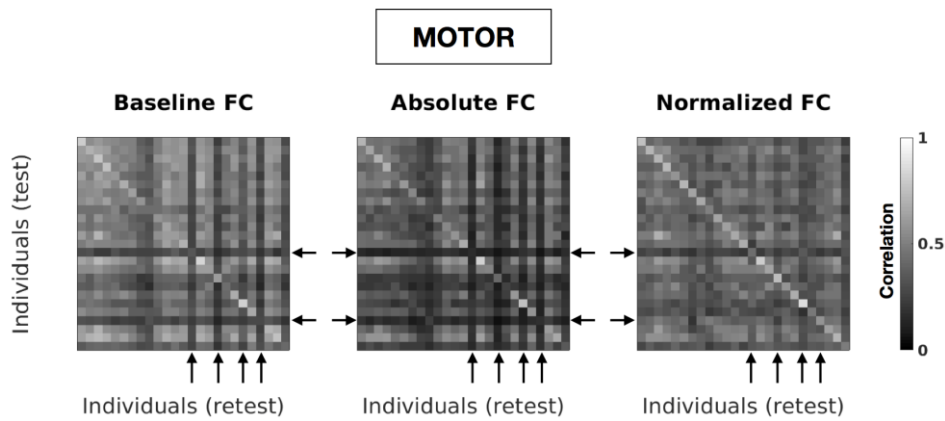 MOTOR
Baseline FC
Absolute FC
Normalized FC
Individuals (test)
1
0.5
0
Correlation
Individuals (retest)
Individuals (retest)
Individuals (retest)